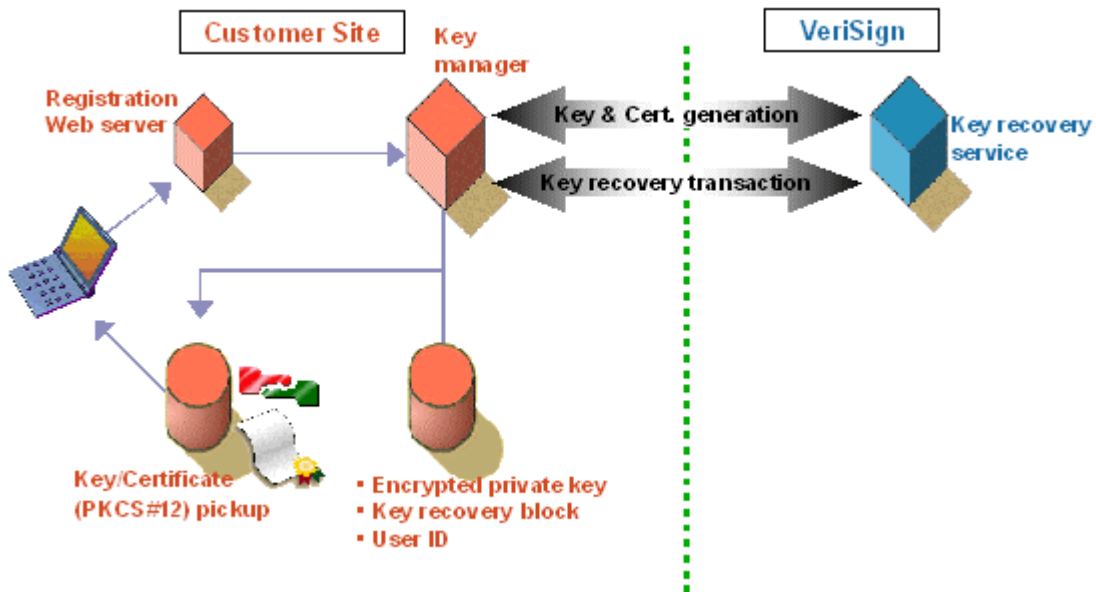 Customer Site
VeriSign
Key
manager
Registration
Web server
Key & Cert. generation
Key recovery
service
Key recovery transaction
Key/Certificate
(PKCS#12) pickup
▪ Encrypted private key
▪ Key recovery block
▪ User ID